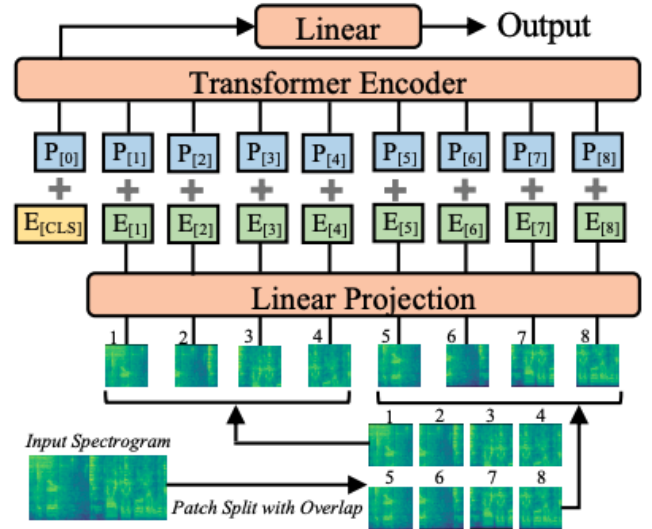 Linear Output
Transformer Encoder
P[0] P[1] P[2] P[3] P[4] P[5] P[6] P[7] P[8]
+ + + + + + + + +
E[CLS] E[1] E[2] E[3] E[4] E[5] E[6] E[7] E[8]
Linear Projection
1 2 3 4 5 6 7 8
1 2 3 4
Input Spectrogram
5 6 7 8
Patch Split with Overlap